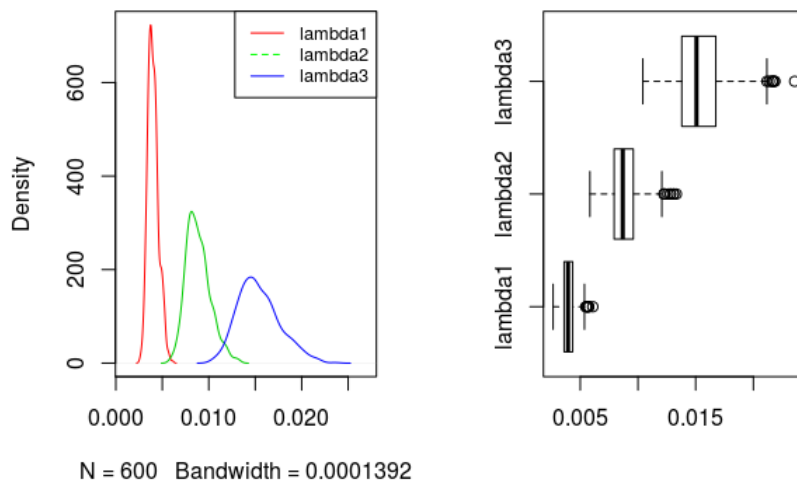 lambda1
lambda2
lambda3
Density
0
200
400
600
0.000 0.010 0.020
N = 600 Bandwidth = 0.0001392
lambda3
lambda2
lambda1
0.005 0.015